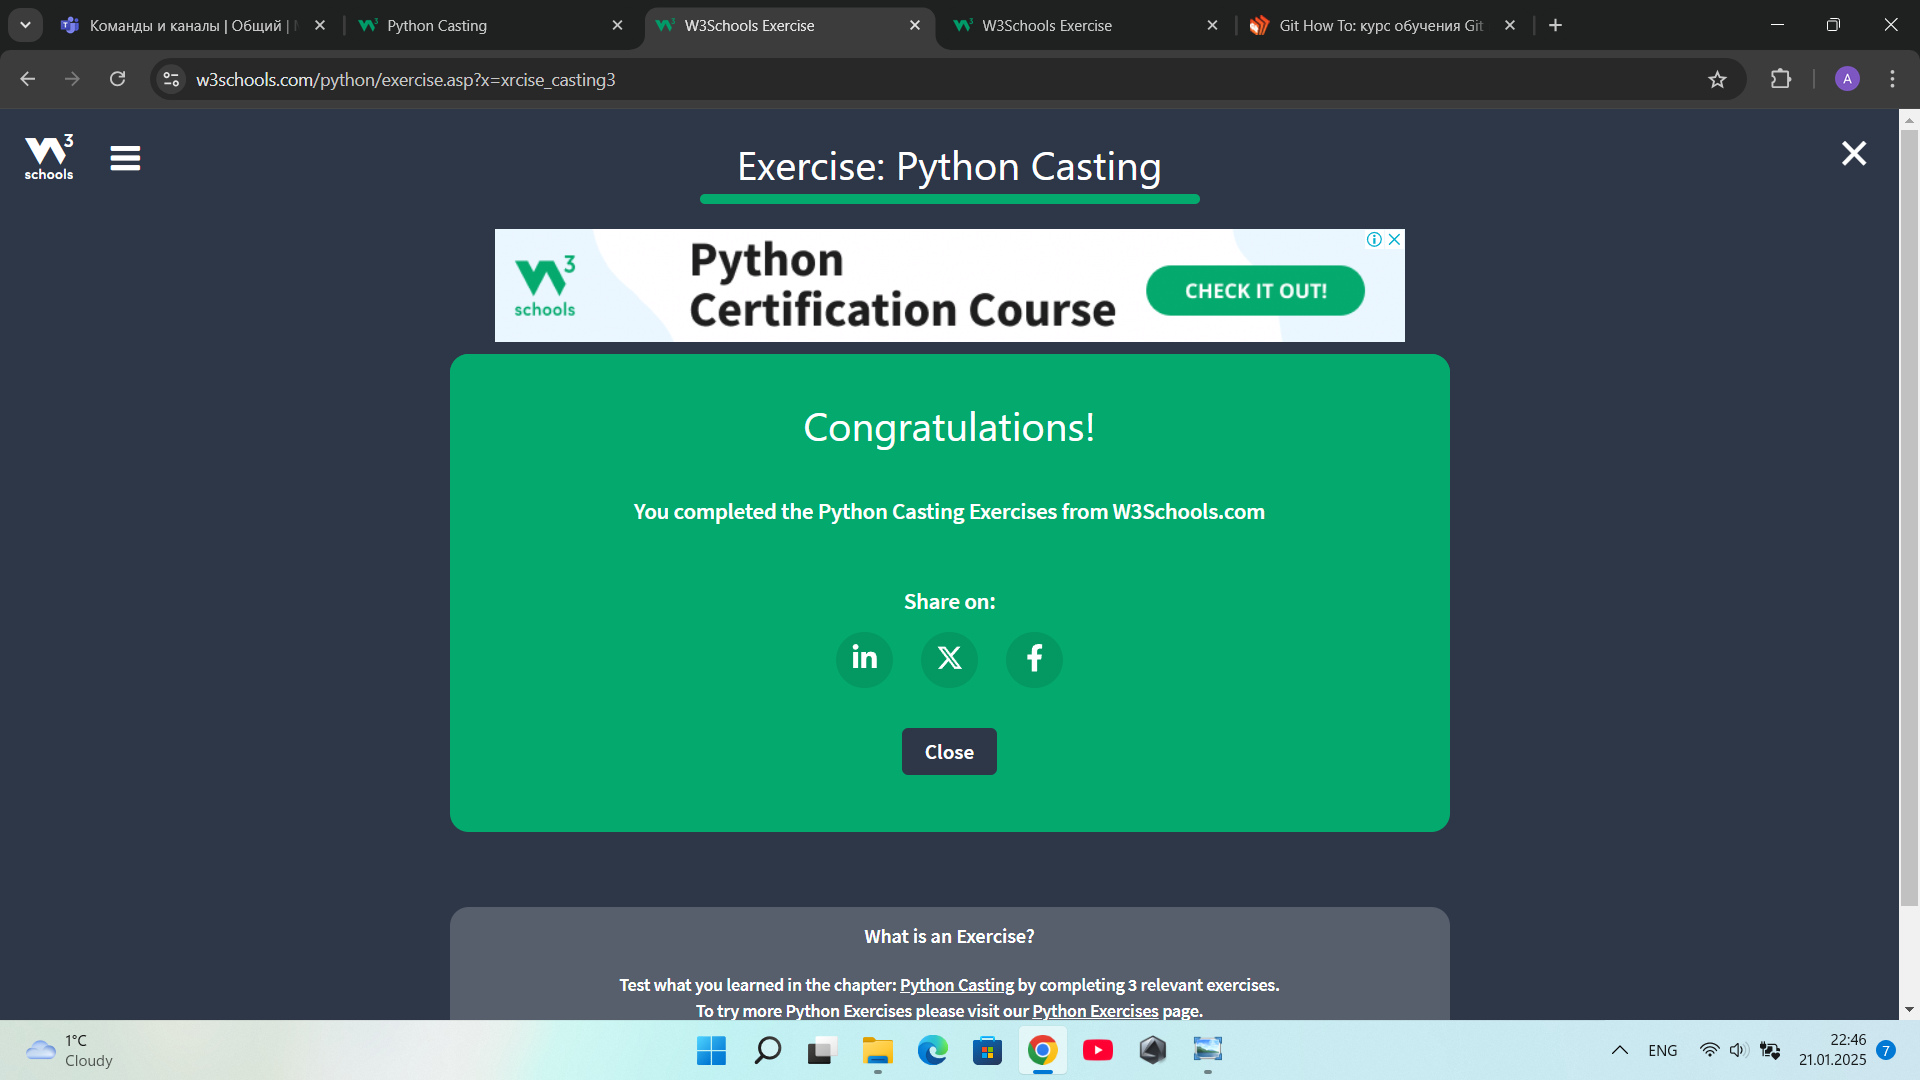 Команды и каналы | Общий |
Python Casting
W3Schools Exercise
W3Schools Exercise
Git How To: курс обучения Git
w3schools.com/python/exercise.asp?x=xrcise_casting3
A
3
schools
Exercise: Python Casting
3
schools
Python
Certification Course
CHECK IT OUT!
Congratulations!
You completed the Python Casting Exercises from W3Schools.com
Share on:
in
X
f
Close
What is an Exercise?
Test what you learned in the chapter: Python Casting by completing 3 relevant exercises.
To try more Python Exercises please visit our Python Exercises page.
1°C
Cloudy
ENG
22:46
21.01.2025
7